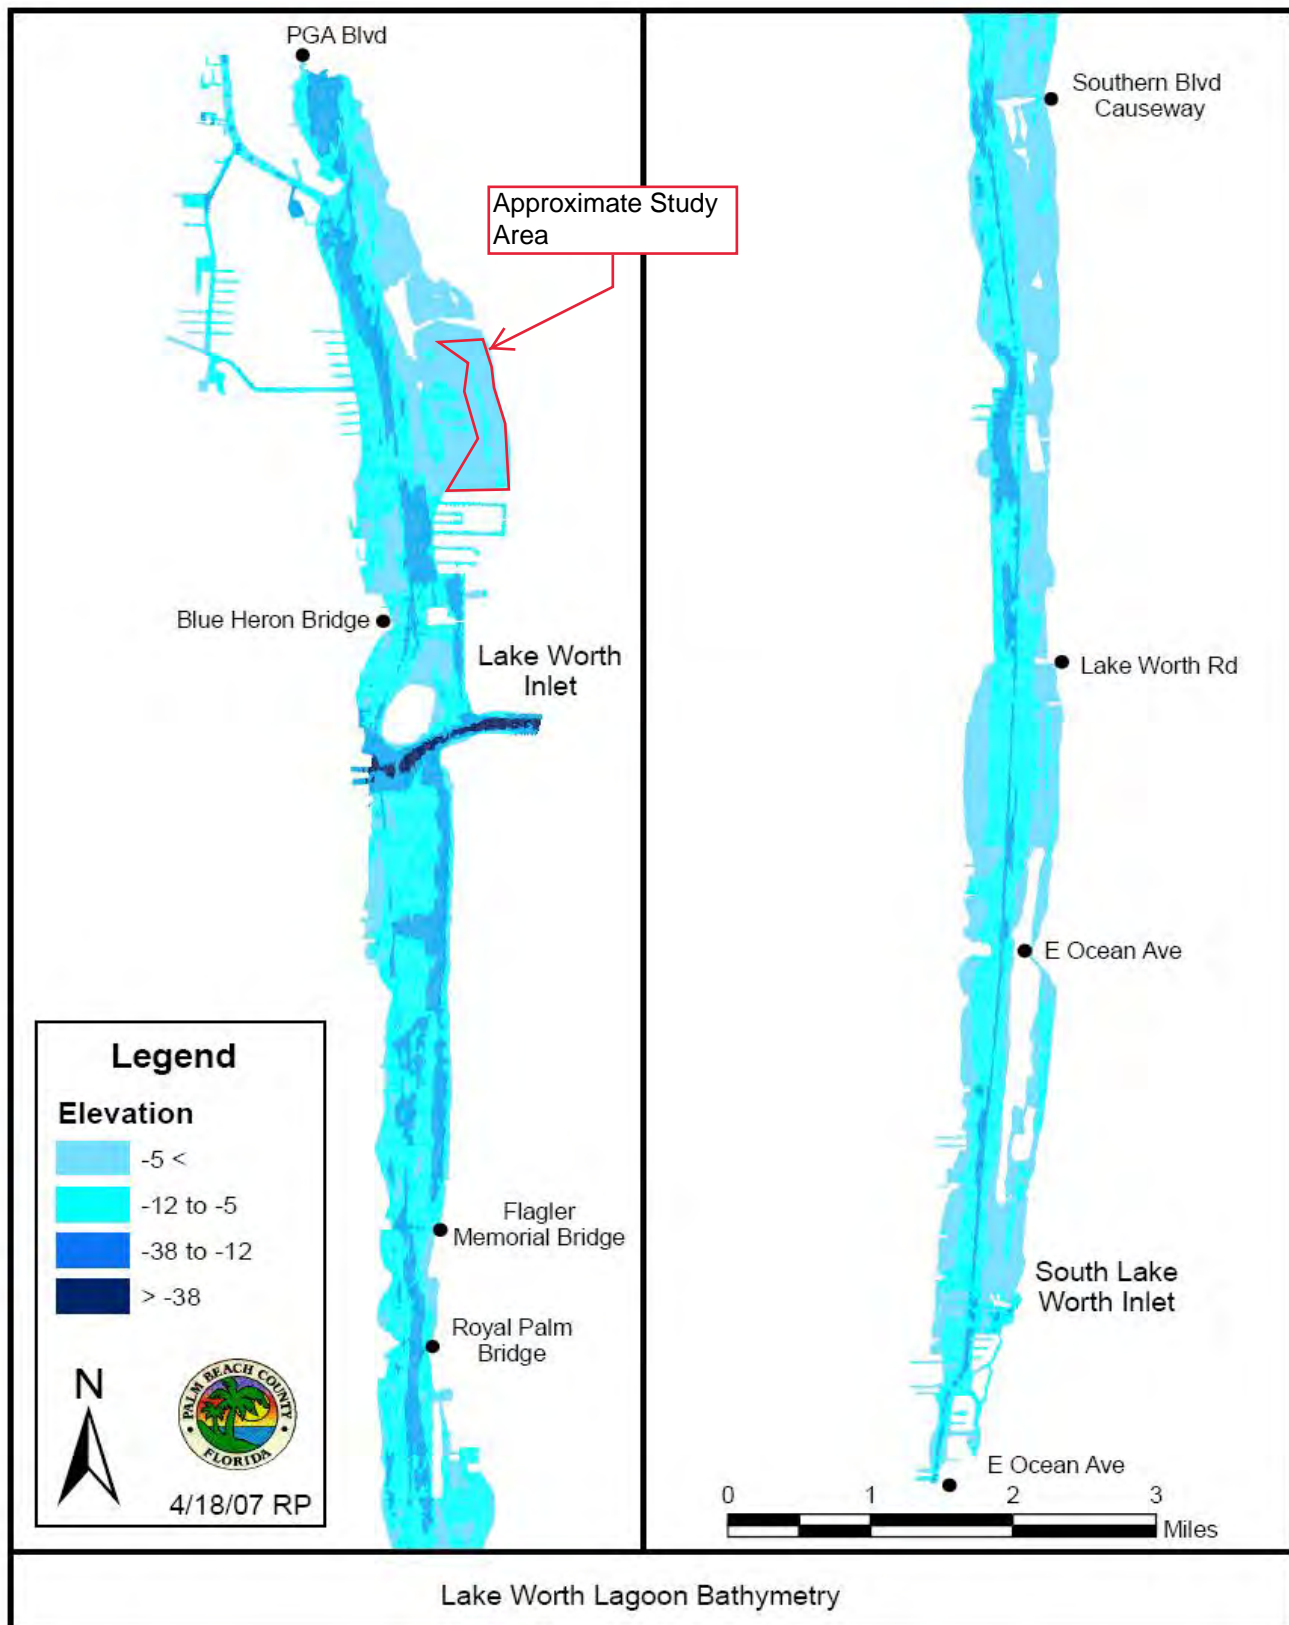 PGA Blvd
Approximate Study
Area
Blue Heron Bridge
Lake Worth
Inlet
Flagler
Memorial Bridge
Royal Palm
Bridge
Legend
Elevation
-5 <
-12 to -5
-38 to -12
> -38
N
PALM BEACH COUNTY
FLORIDA
4/18/07 RP
Southern Blvd
Causeway
Lake Worth Rd
E Ocean Ave
South Lake
Worth Inlet
E Ocean Ave
0 1 2 3
Miles
Lake Worth Lagoon Bathymetry